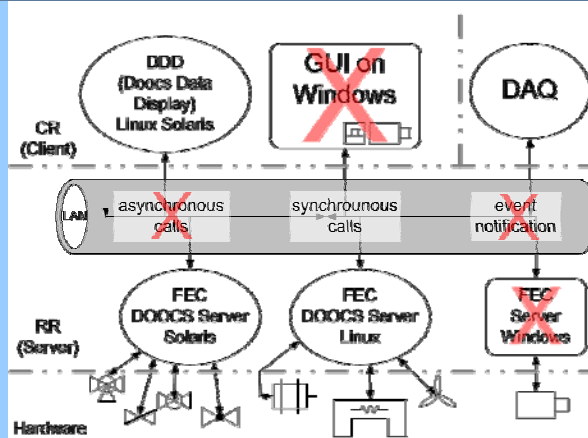 DDD
(Doocs Data
Display)
Linux Solaris
GUI on
Windows
DAQ
CR
(Client)
LAN
asynchronous
calls
synchrounous
calls
event
notification
FEC
DOOCS Server
Solaris
FEC
DOOCS Server
Linux
FEC
Server
Windows
RR
(Server)
Hardware